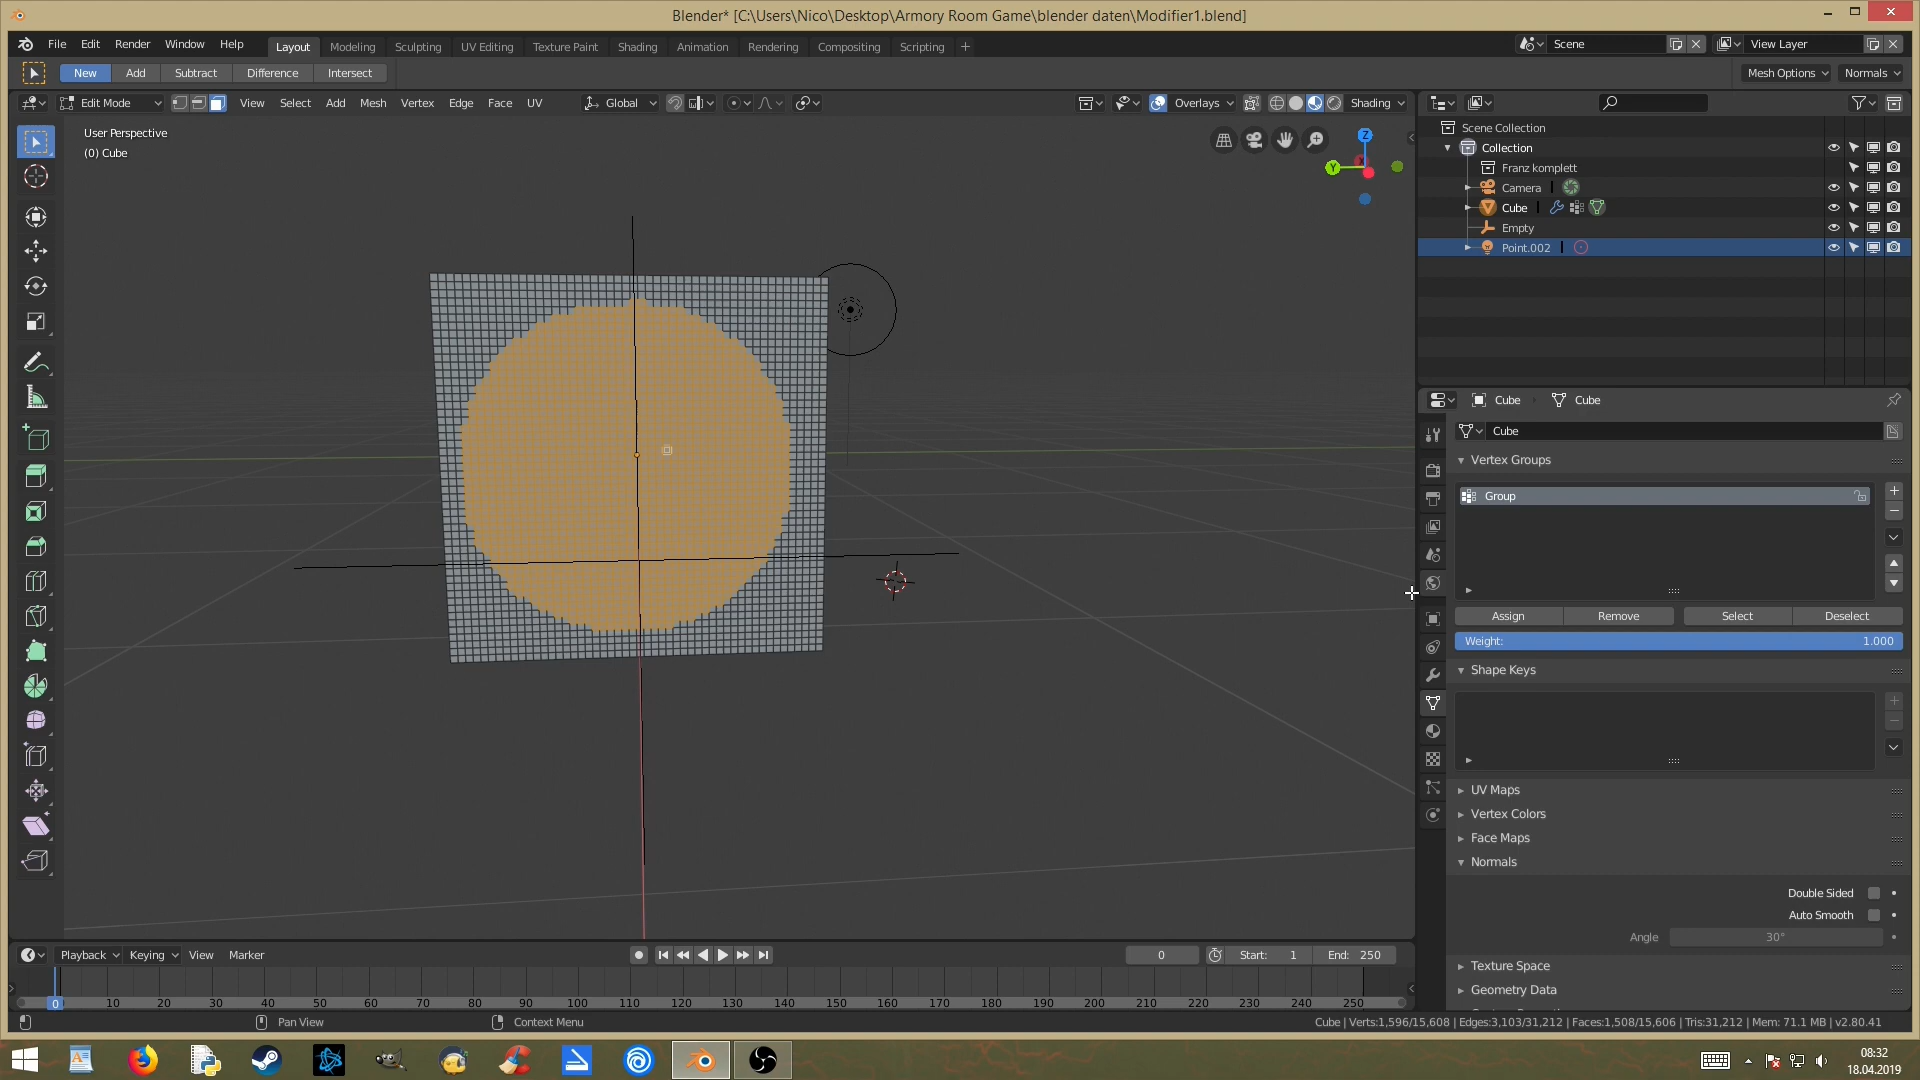 Blender* [C:\Users\Nico\Desktop\Armory Room Game\blender daten\Modifier1.blend]
File Edit Render Window Help Layout Modeling Sculpting UV Editing Texture Paint Shading Animation Rendering Compositing Scripting + Scene View Layer
New Add Subtract Difference Intersect Mesh Options Normals
Edit Mode View Select Add Mesh Vertex Edge Face UV Global Overlays Shading
User Perspective
(0) Cube
Z
Y
Scene Collection
Collection
Franz komplett
Camera
Cube
Empty
Point.002
Cube Cube
Cube
Vertex Groups
Group
Assign Remove Select Deselect
Weight: 1.000
Shape Keys
UV Maps
Vertex Colors
Face Maps
Normals
Double Sided
Auto Smooth
Angle 30°
Texture Space
Geometry Data
Playback Keying View Marker 0 Start: 1 End: 250
0 10 20 30 40 50 60 70 80 90 100 110 120 130 140 150 160 170 180 190 200 210 220 230 240 250
Pan View Context Menu Cube | Verts:1,596/15,608 | Edges:3,103/31,212 | Faces:1,508/15,606 | Tris:31,212 | Mem: 71.1 MB | v2.80.41
08:32
18.04.2019